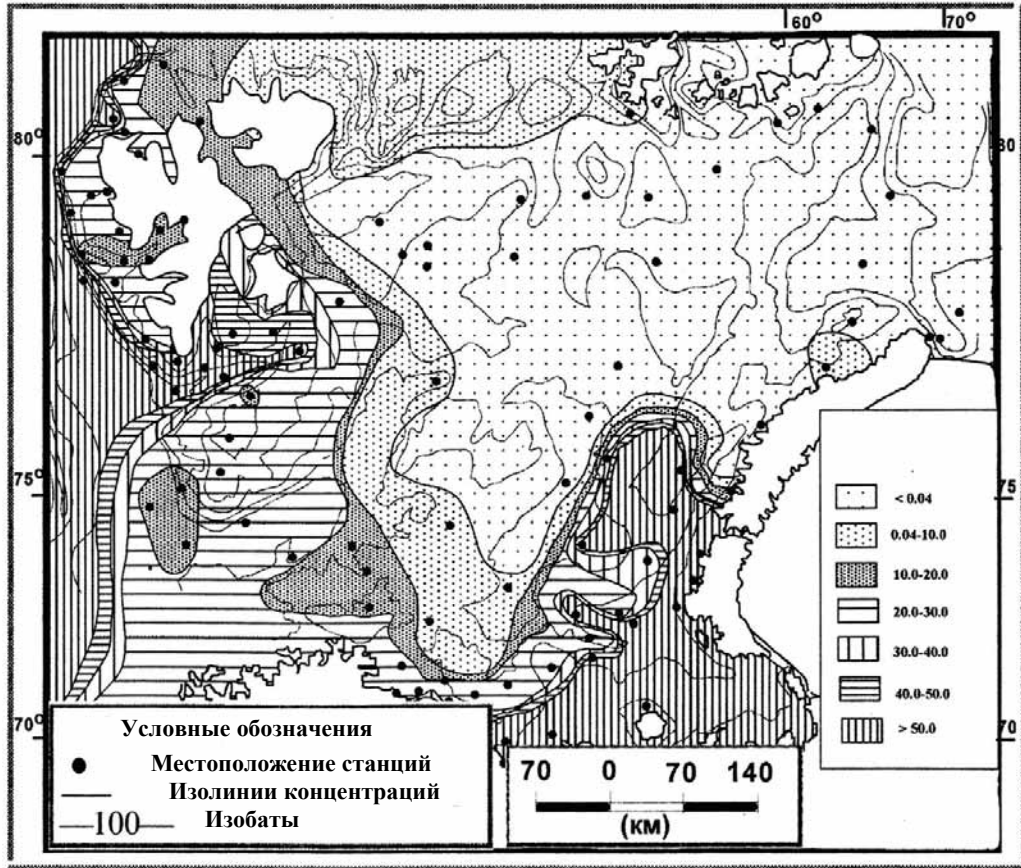 60° 70°
80° 80
75° 75
70° 70
< 0.04
0.04-10.0
10.0-20.0
20.0-30.0
30.0-40.0
40.0-50.0
> 50.0
Условные обозначения
Местоположение станций
Изолинии концентраций
—100— Изобаты
70 0 70 140
(км)